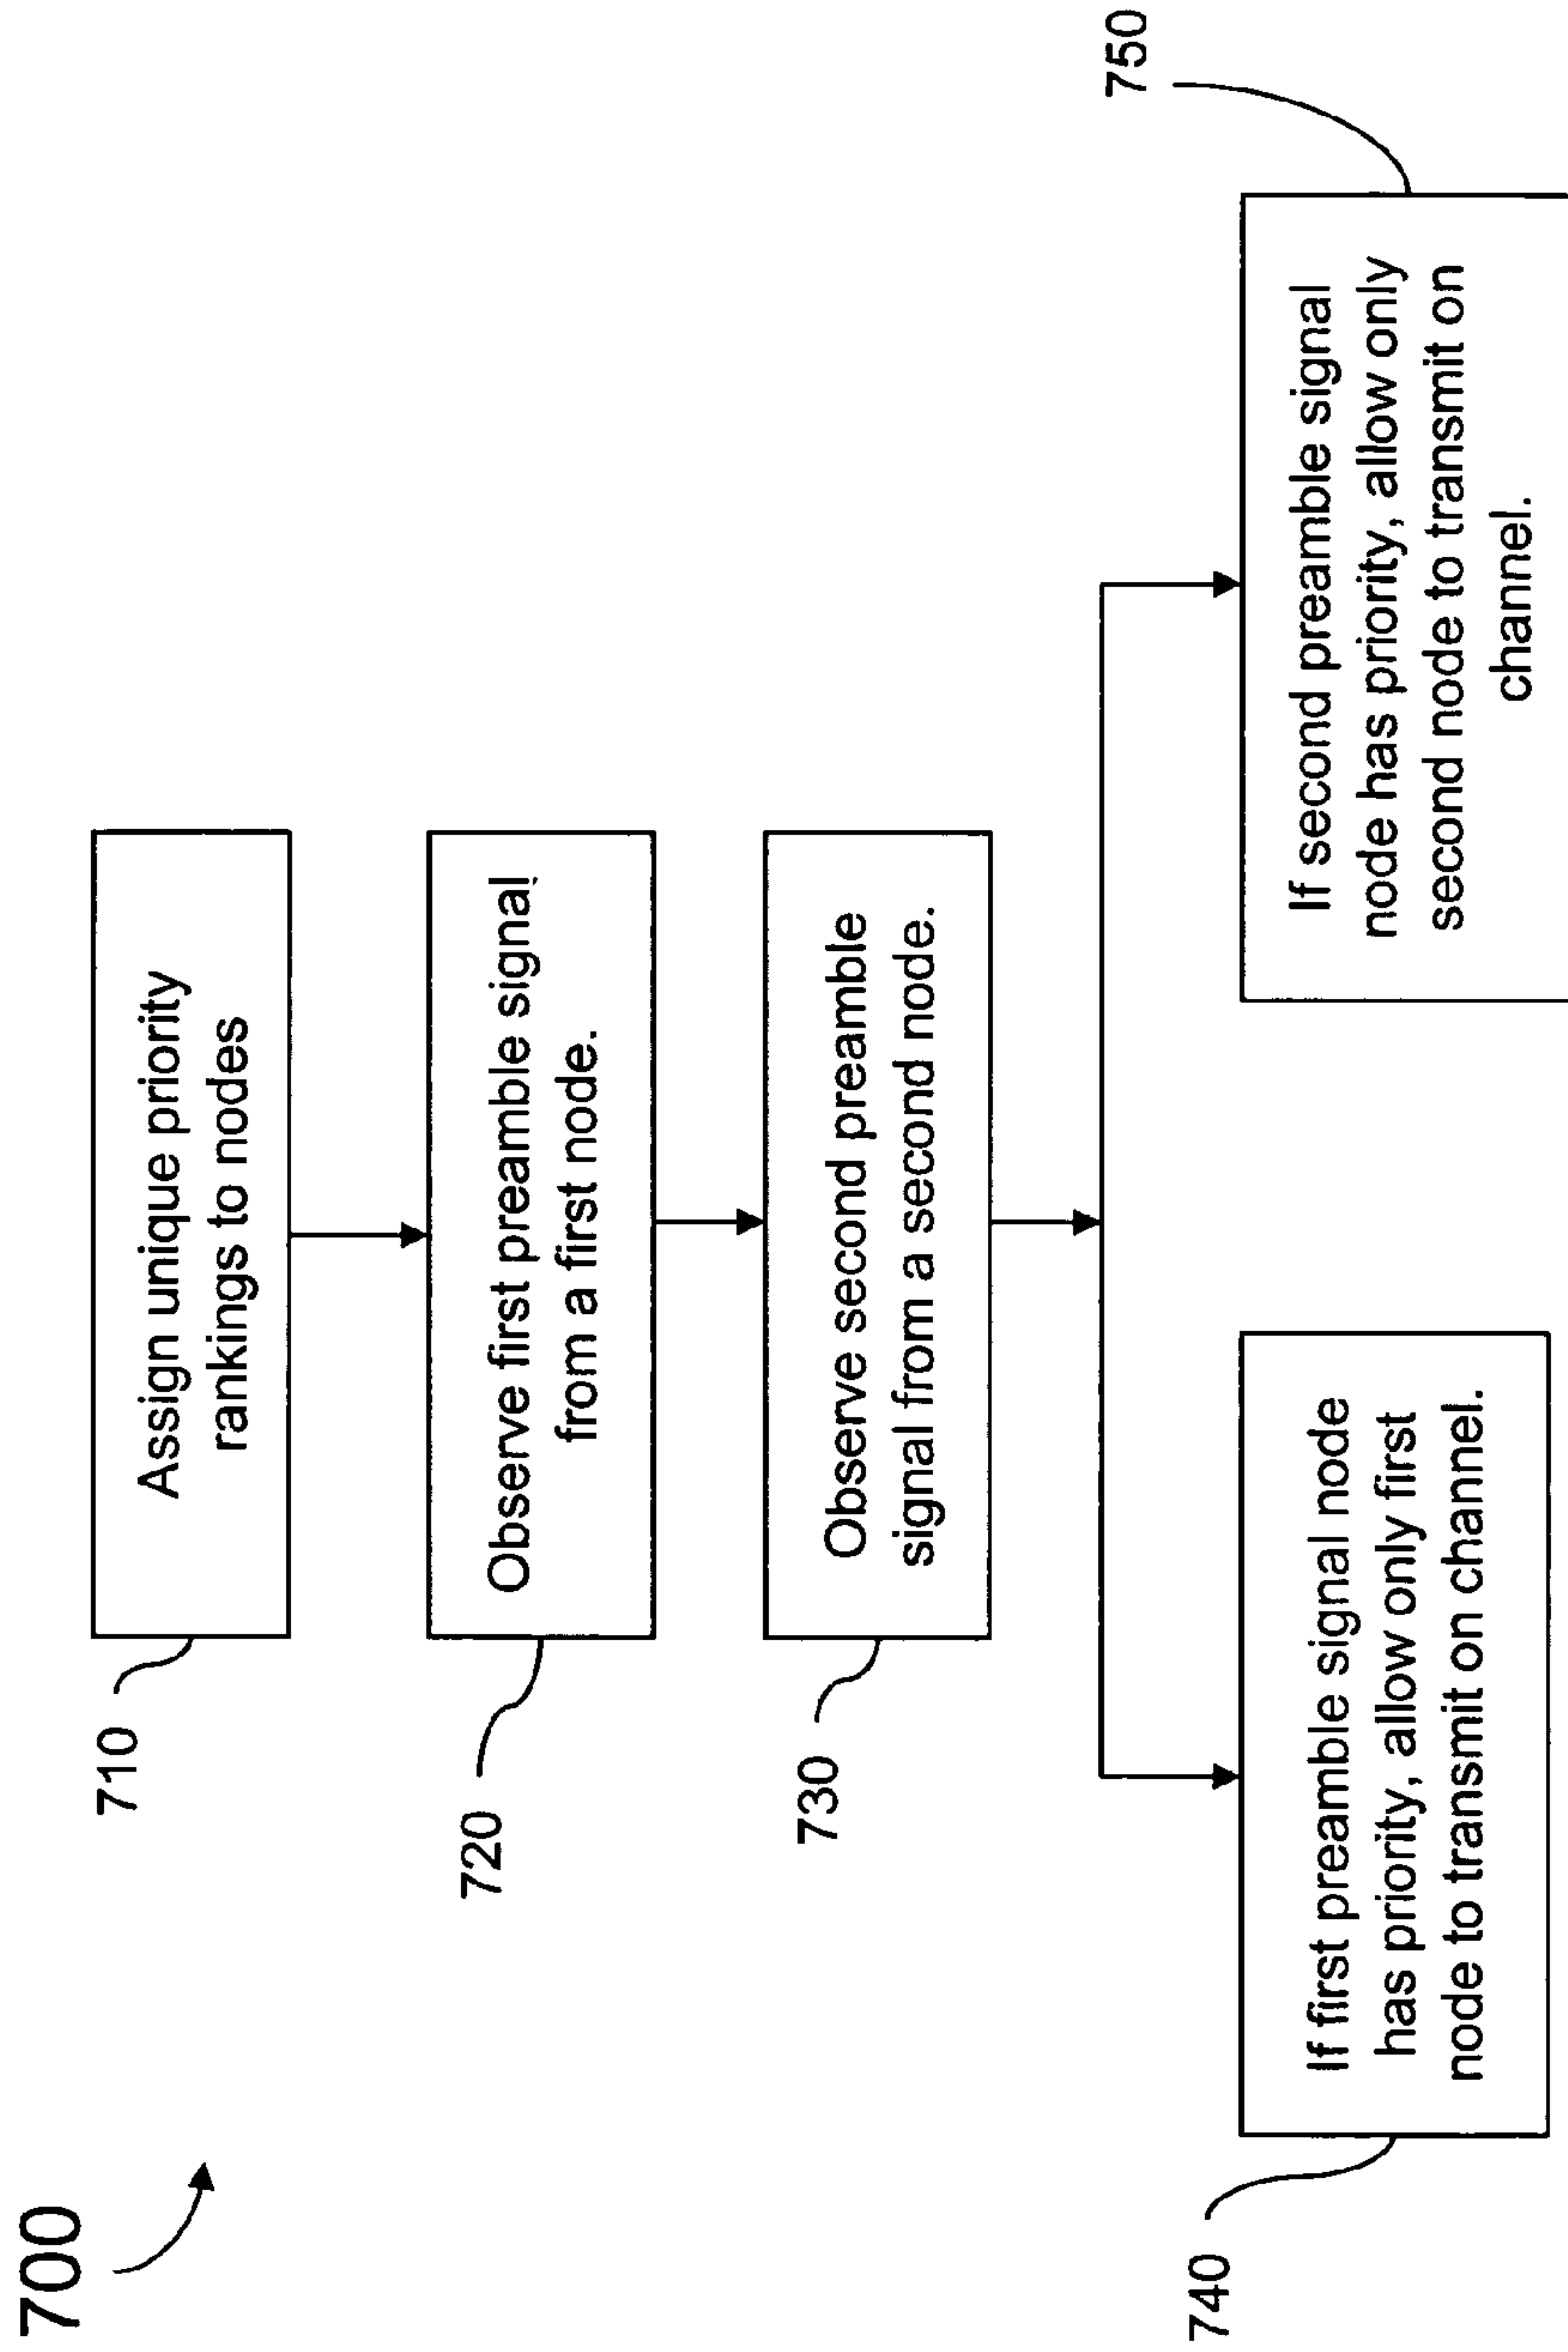 700
710
Assign unique priority
rankings to nodes
720
Observe first preamble signal
from a first node.
730
Observe second preamble
signal from a second node.
740
If first preamble signal node
has priority, allow only first
node to transmit on channel.
750
If second preamble signal
node has priority, allow only
second node to transmit on
channel.